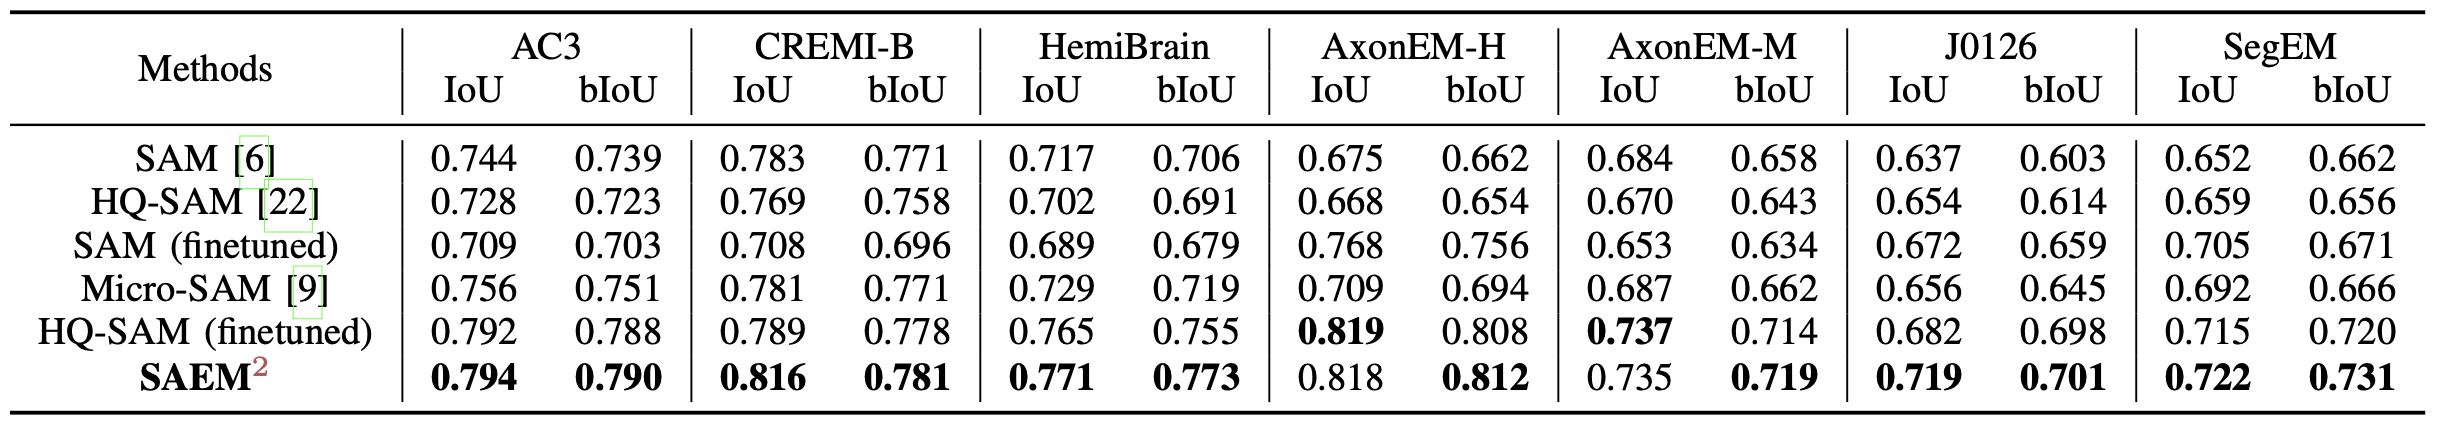 Methods AC3 CREMI-B HemiBrain AxonEM-H AxonEM-M J0126 SegEM
IoU bIoU IoU bIoU IoU bIoU IoU bIoU IoU bIoU IoU bIoU IoU bIoU
SAM [6] 0.744 0.739 0.783 0.771 0.717 0.706 0.675 0.662 0.684 0.658 0.637 0.603 0.652 0.662
HQ-SAM [22] 0.728 0.723 0.769 0.758 0.702 0.691 0.668 0.654 0.670 0.643 0.654 0.614 0.659 0.656
SAM (finetuned) 0.709 0.703 0.708 0.696 0.689 0.679 0.768 0.756 0.653 0.634 0.672 0.659 0.705 0.671
Micro-SAM [9] 0.756 0.751 0.781 0.771 0.729 0.719 0.709 0.694 0.687 0.662 0.656 0.645 0.692 0.666
HQ-SAM (finetuned) 0.792 0.788 0.789 0.778 0.765 0.755 0.819 0.808 0.737 0.714 0.682 0.698 0.715 0.720
SAEM² 0.794 0.790 0.816 0.781 0.771 0.773 0.818 0.812 0.735 0.719 0.719 0.701 0.722 0.731